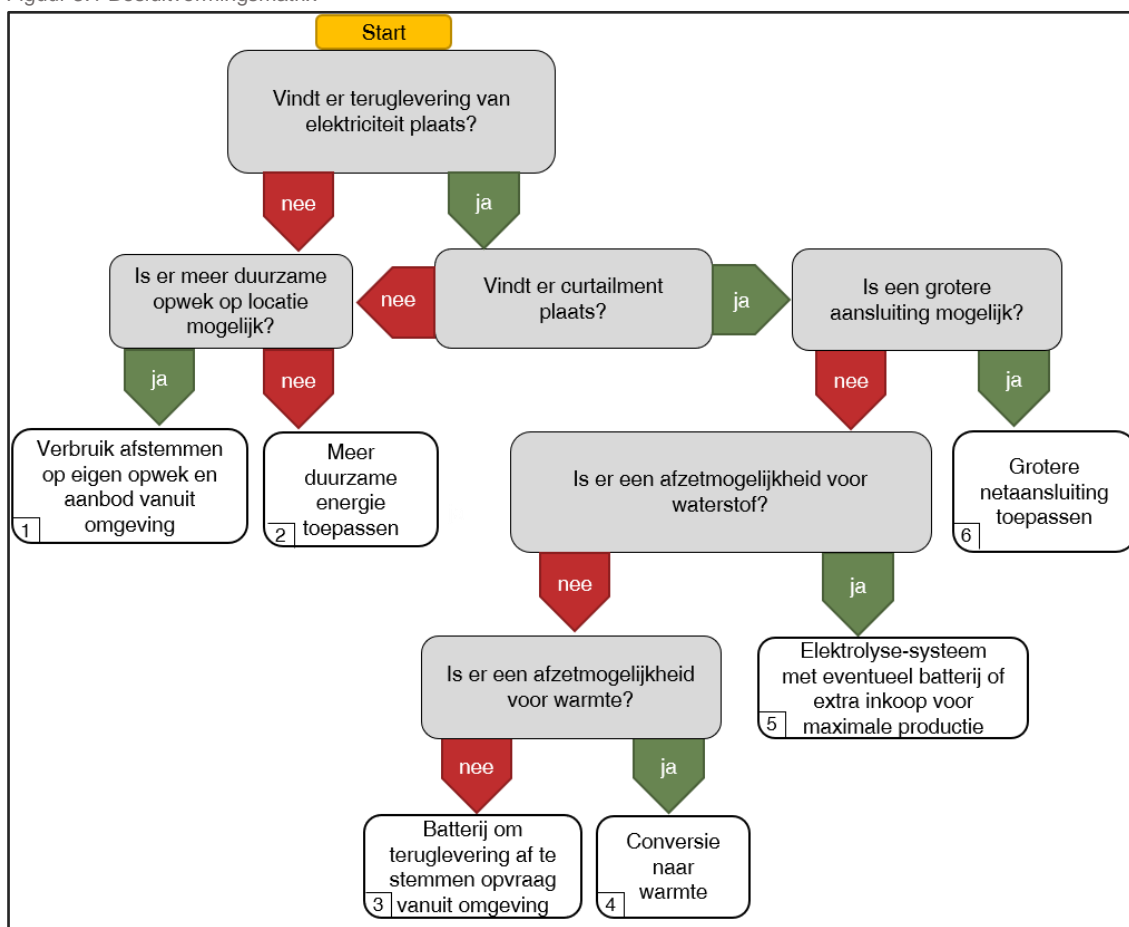 Start
Vindt er teruglevering van
elektriciteit plaats?
nee
ja
Is er meer duurzame
opwek op locatie
mogelijk?
nee
Vindt er curtailment
plaats?
ja
Is een grotere
aansluiting mogelijk?
ja
nee
nee
ja
Verbruik afstemmen
op eigen opwek en
aanbod vanuit
omgeving
1
Meer
duurzame
energie
toepassen
2
Is er een afzetmogelijkheid voor
waterstof?
Grotere
netaansluiting
toepassen
6
nee
ja
Is er een afzetmogelijkheid
voor warmte?
Elektrolyse-systeem
met eventueel batterij of
extra inkoop voor
maximale productie
5
nee
ja
Batterij om
teruglevering af te
stemmen opvraag
vanuit omgeving
3
Conversie
naar
warmte
4